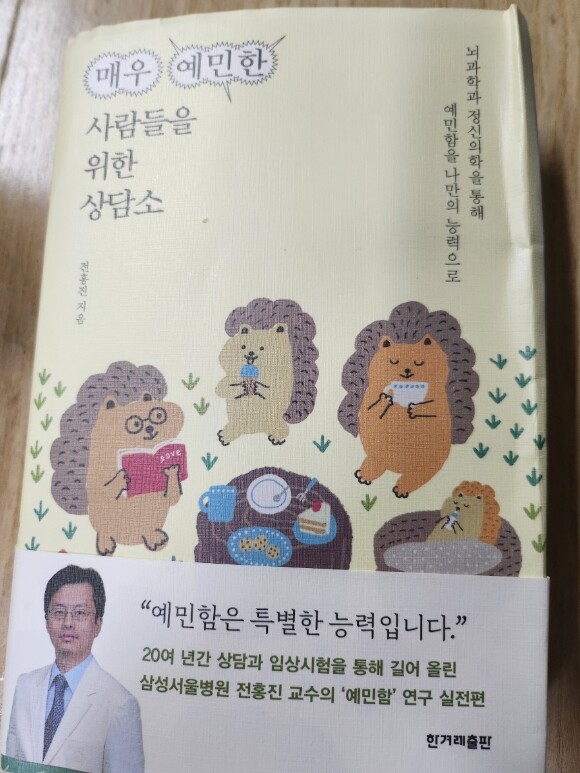 매우 예민한
사람들을
위한
상담소
전홍진 지음
뇌과학과 정신의학을 통해
예민함을 나만의 능력으로
LOVE
“예민함은 특별한 능력입니다.”
20여 년간 상담과 임상시험을 통해 길어 올린
삼성서울병원 전홍진 교수의 ‘예민함’ 연구 실전편
한겨레출판